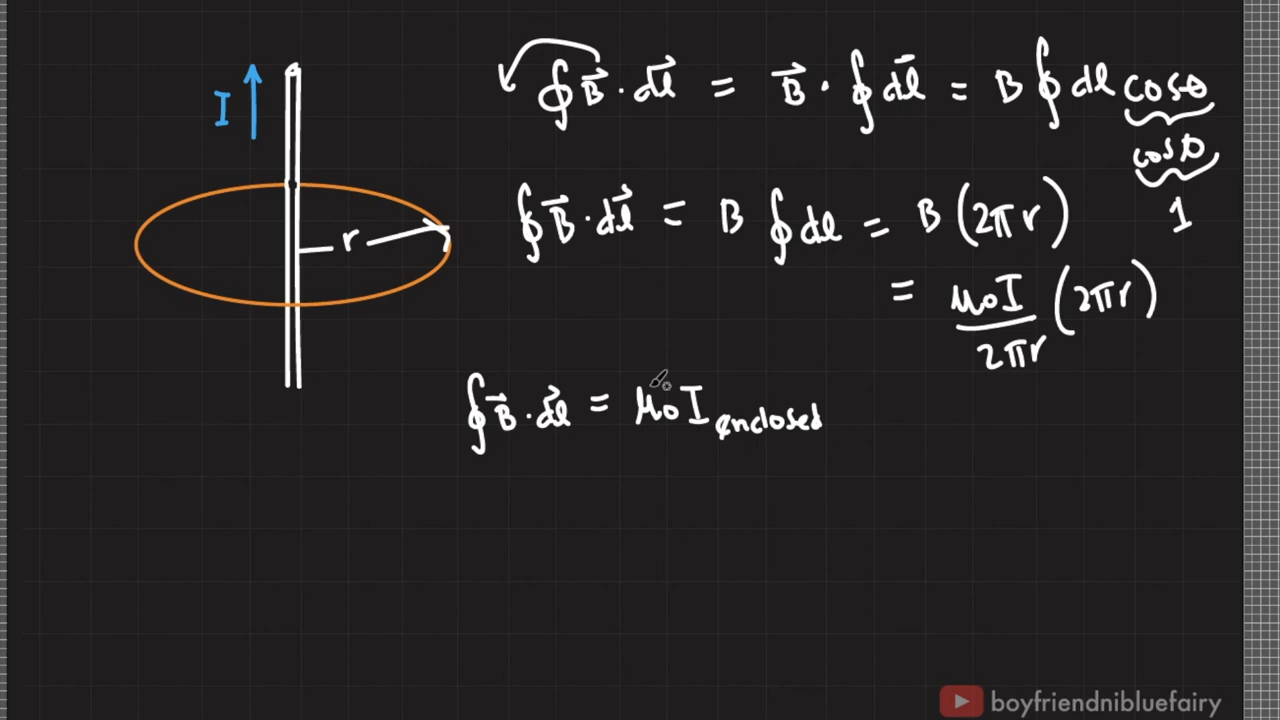 I
r
∮B⃗ · dl⃗ = B⃗ · ∮dl̄ = B ∮dl cosθ
cos0
1
∮B⃗ · dl⃗ = B ∮dl = B (2πr)
= μ₀I/2πr (2πr)
∮B⃗ · dl⃗ = μ₀I enclosed
boyfriendnibluefairy